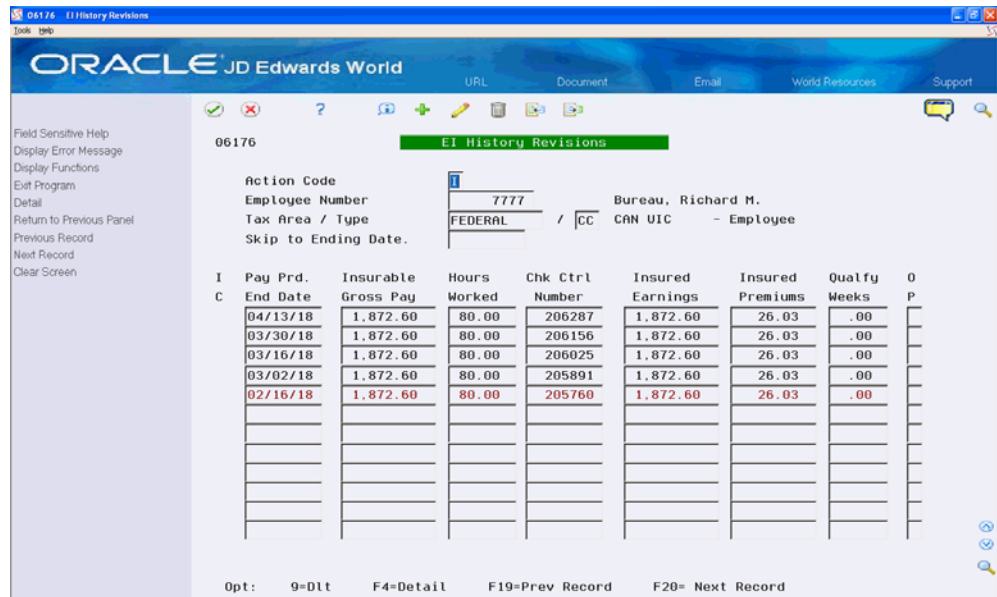 06176 EI History Revisions
Tools Help
ORACLE JD Edwards World
URL Document Email World Resources Support
Field Sensitive Help
Display Error Message
Display Functions
Exit Program
Detail
Return to Previous Panel
Previous Record
Next Record
Clear Screen
06176 EI History Revisions
Action Code I
Employee Number 7777 Bureau, Richard M.
Tax Area / Type FEDERAL / CC CAN UIC - Employee
Skip to Ending Date.
I Pay Prd. Insurable Hours Chk Ctrl Insured Insured Qualfy O
C End Date Gross Pay Worked Number Earnings Premiums Weeks P
04/13/18 1,872.60 80.00 206287 1,872.60 26.03 .00
03/30/18 1,872.60 80.00 206156 1,872.60 26.03 .00
03/16/18 1,872.60 80.00 206025 1,872.60 26.03 .00
03/02/18 1,872.60 80.00 205891 1,872.60 26.03 .00
02/16/18 1,872.60 80.00 205760 1,872.60 26.03 .00
Opt: 9=Dlt F4=Detail F19=Prev Record F20= Next Record